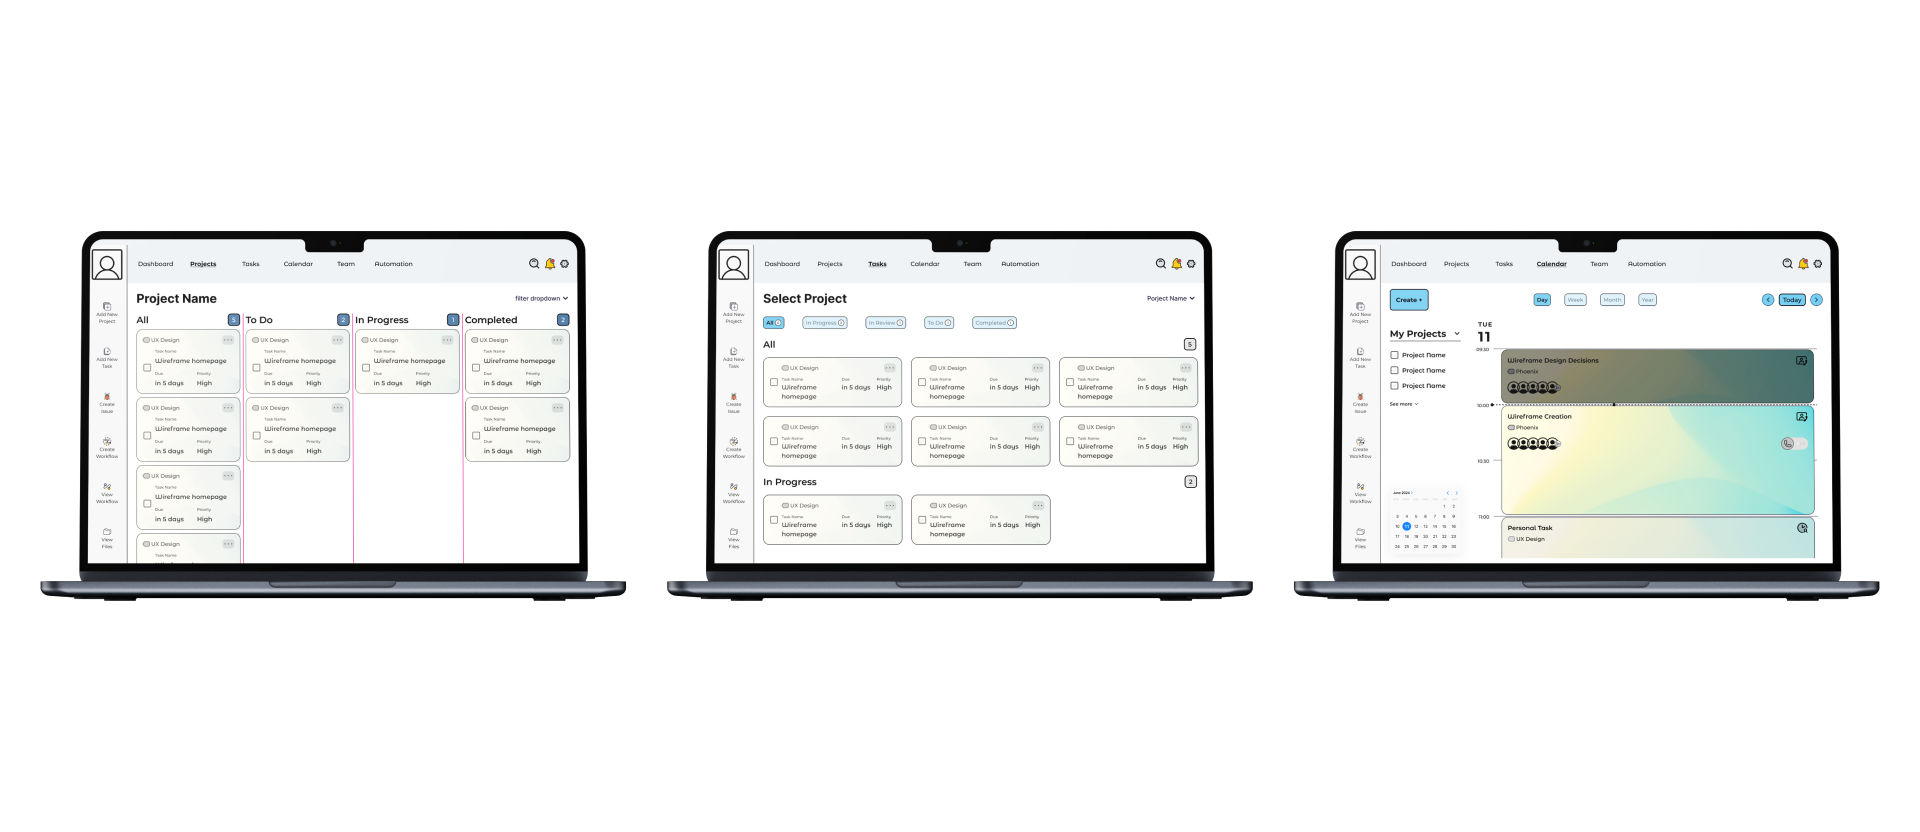 Dashboard Projects Tasks Calendar Team Automation
Add New
Project
Add New
Task
Create
Issue
Create
Workflow
View
Workflow
View
Files
Project Name
filter dropdown
All 5 To Do 2 In Progress 1 Completed 2
UX Design UX Design UX Design UX Design
Task Name Task Name Task Name Task Name
Wireframe homepage Wireframe homepage Wireframe homepage Wireframe homepage
Due Priority Due Priority Due Priority Due Priority
in 5 days High in 5 days High in 5 days High in 5 days High
UX Design UX Design UX Design
Task Name Task Name Task Name
Wireframe homepage Wireframe homepage Wireframe homepage
Due Priority Due Priority Due Priority
in 5 days High in 5 days High in 5 days High
UX Design
Task Name
Wireframe homepage
Due Priority
in 5 days High
UX Design
Task Name
Dashboard Projects Tasks Calendar Team Automation
Add New
Project
Add New
Task
Create
Issue
Create
Workflow
View
Workflow
View
Files
Select Project
Porject Name
All In Progress In Review To Do Completed
All 5
UX Design UX Design UX Design
Task Name Due Priority Task Name Due Priority Task Name Due Priority
Wireframe in 5 days High Wireframe in 5 days High Wireframe in 5 days High
homepage homepage homepage
UX Design UX Design UX Design
Task Name Due Priority Task Name Due Priority Task Name Due Priority
Wireframe in 5 days High Wireframe in 5 days High Wireframe in 5 days High
homepage homepage homepage
In Progress 2
UX Design UX Design
Task Name Due Priority Task Name Due Priority
Wireframe in 5 days High Wireframe in 5 days High
homepage homepage
Dashboard Projects Tasks Calendar Team Automation
Add New
Project
Add New
Task
Create
Issue
Create
Workflow
View
Workflow
View
Files
Create +
Day Week Month Year
Today
My Projects
Project Name
Project Name
Project Name
See more
June 2024
1 2
3 4 5 6 7 8 9
10 11 12 13 14 15 16
17 18 19 20 21 22 23
24 25 26 27 28 29 30
TUE
11
09:30
Wireframe Design Decisions
Phoenix
10:00
Wireframe Creation
Phoenix
10:30
11:00
Personal Task
UX Design